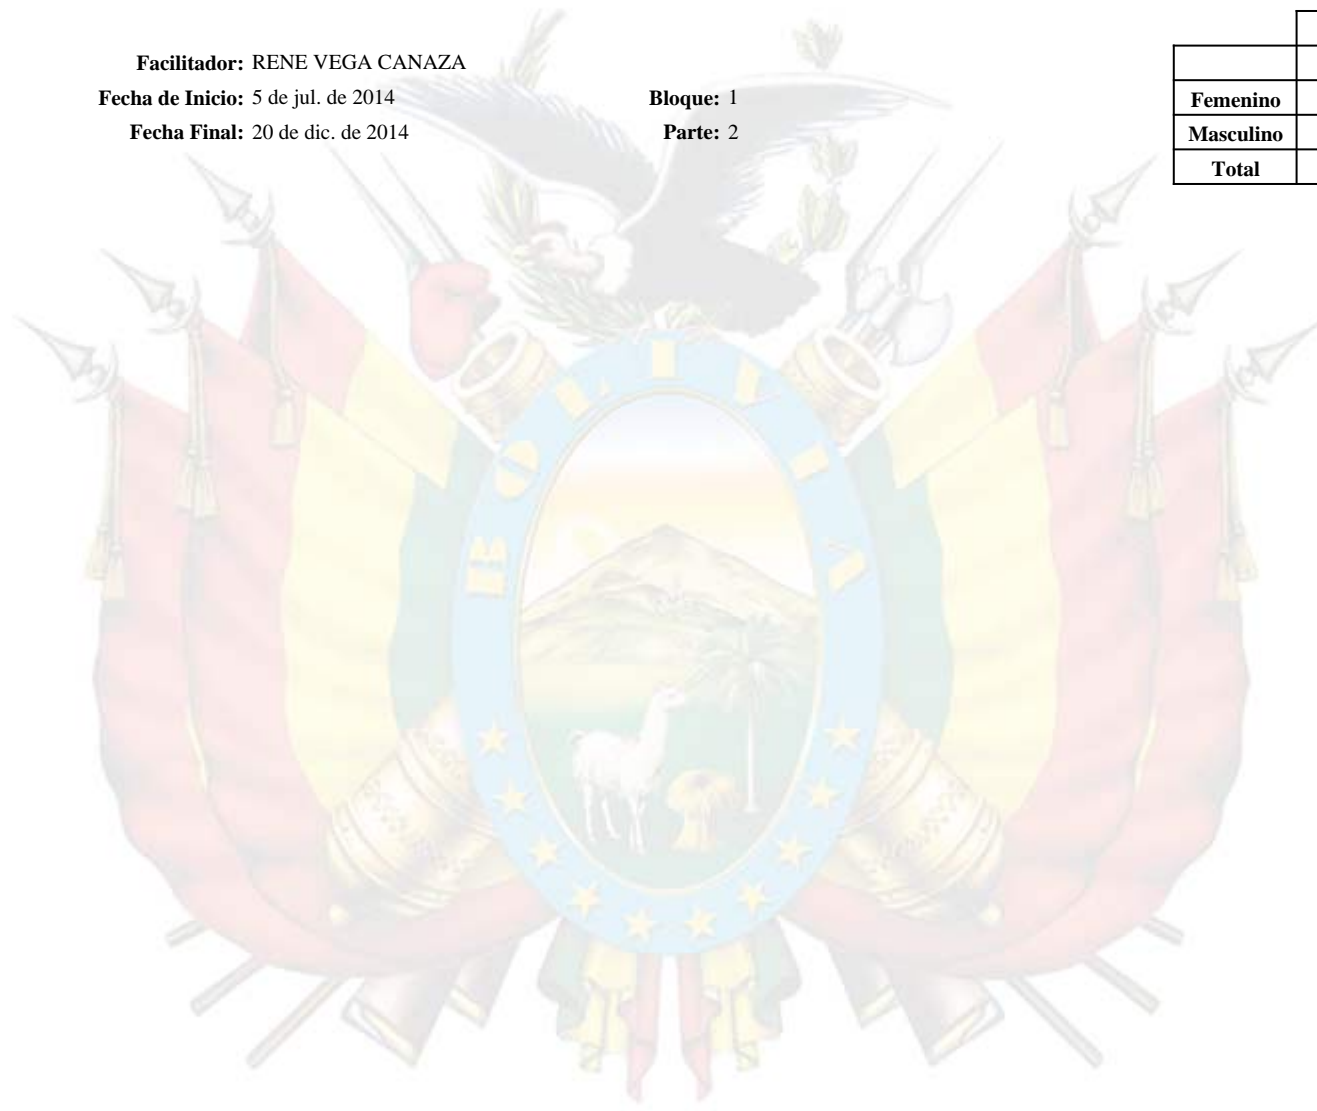 Facilitador: RENE VEGA CANAZA
Fecha de Inicio: 5 de jul. de 2014 Bloque: 1
Fecha Final: 20 de dic. de 2014 Parte: 2
Femenino
Masculino
Total
BOLIVIA